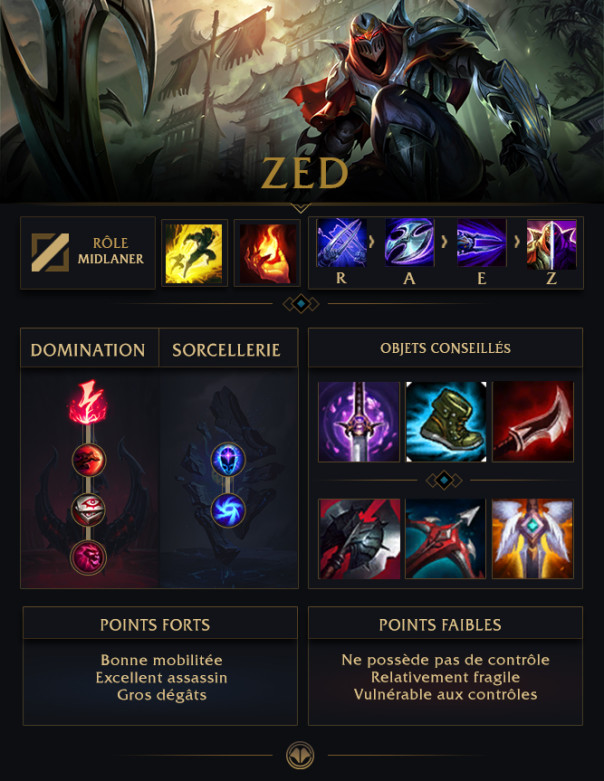 ZED
RÔLE
MIDLANER
R
A
E
Z
DOMINATION
SORCELLERIE
OBJETS CONSEILLÉS
POINTS FORTS
Bonne mobilitée
Excellent assassin
Gros dégâts
POINTS FAIBLES
Ne possède pas de contrôle
Relativement fragile
Vulnérable aux contrôles